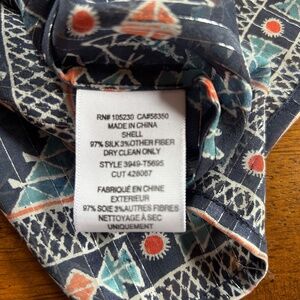 RN# 105230 CA#56350
MADE IN CHINA
SHELL
97% SILK 3%OTHER FIBER
DRY CLEAN ONLY
STYLE 3949-T5695
CUT 428067
FABRIQUÉ EN CHINE
EXTERIEUR
97% SOIE 3%AUTRES FIBRES
NETTOYAGE À SEC
UNIQUEMENT